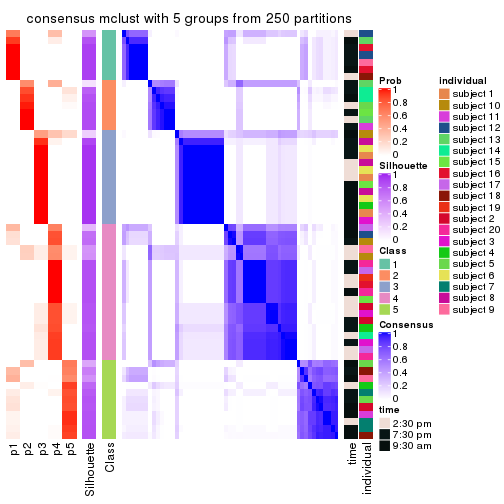 consensus mclust with 5 groups from 250 partitions
Prob
1
0.8
0.6
0.4
0.2
0
Silhouette
1
0.8
0.6
0.4
0.2
0
Class
1
2
3
4
5
Consensus
1
0.8
0.6
0.4
0.2
0
time
2:30 pm
7:30 pm
9:30 am
individual
subject 1
subject 10
subject 11
subject 12
subject 13
subject 14
subject 15
subject 16
subject 17
subject 18
subject 19
subject 2
subject 20
subject 3
subject 4
subject 5
subject 6
subject 7
subject 8
subject 9
p1
p2
p3
p4
p5
Silhouette
Class
time
individual